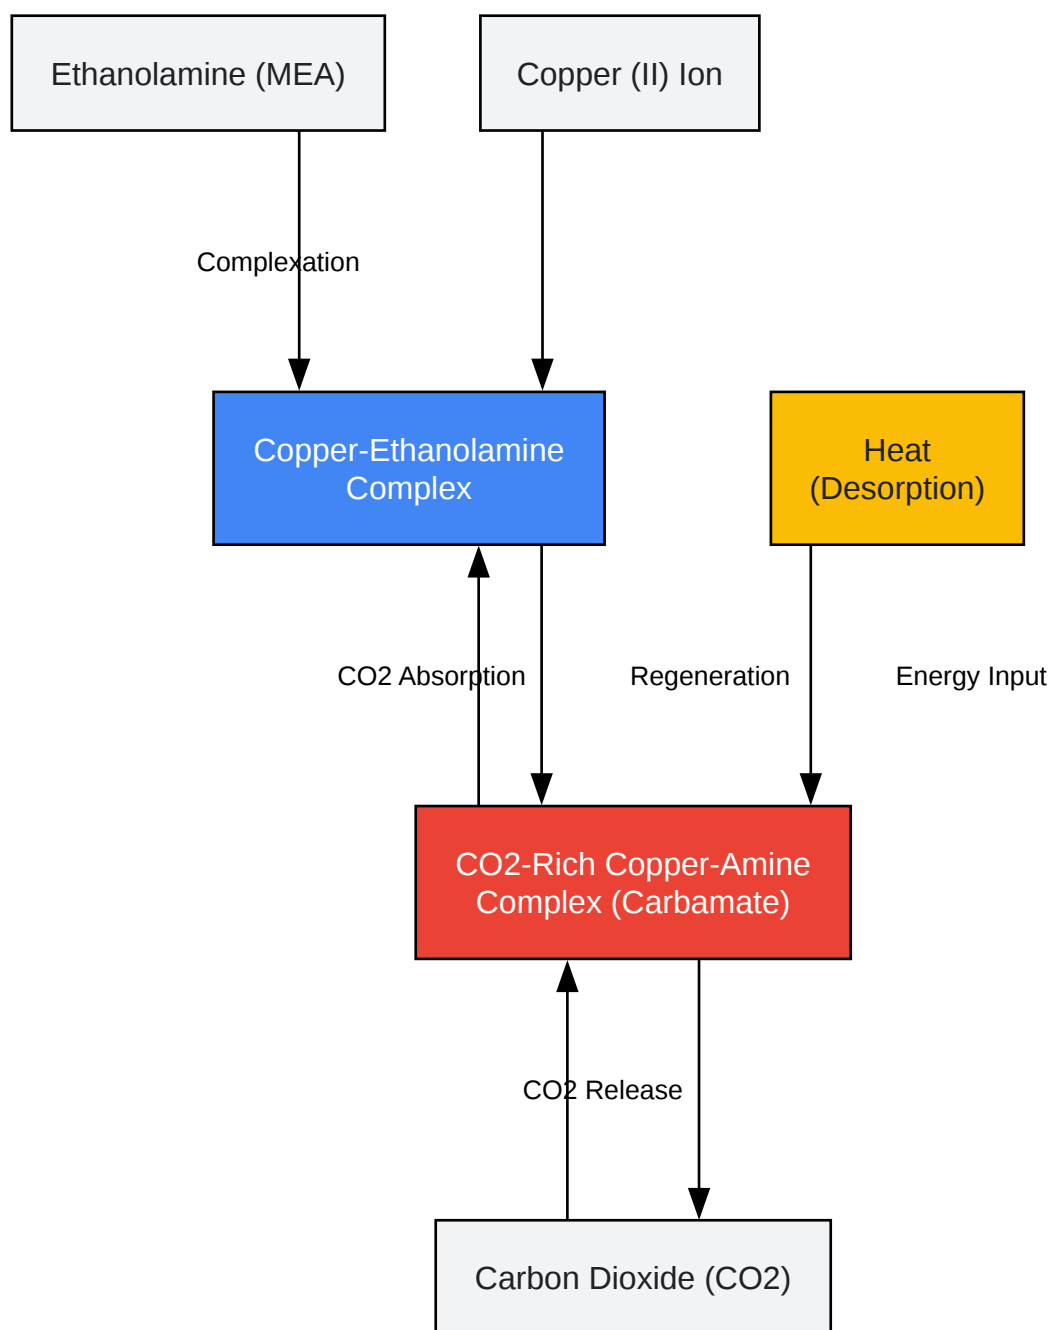 Ethanolamine (MEA)
Copper (II) Ion
Complexation
Copper-Ethanolamine
Complex
Heat
(Desorption)
CO2 Absorption
Regeneration
Energy Input
CO2-Rich Copper-Amine
Complex (Carbamate)
CO2 Release
Carbon Dioxide (CO2)